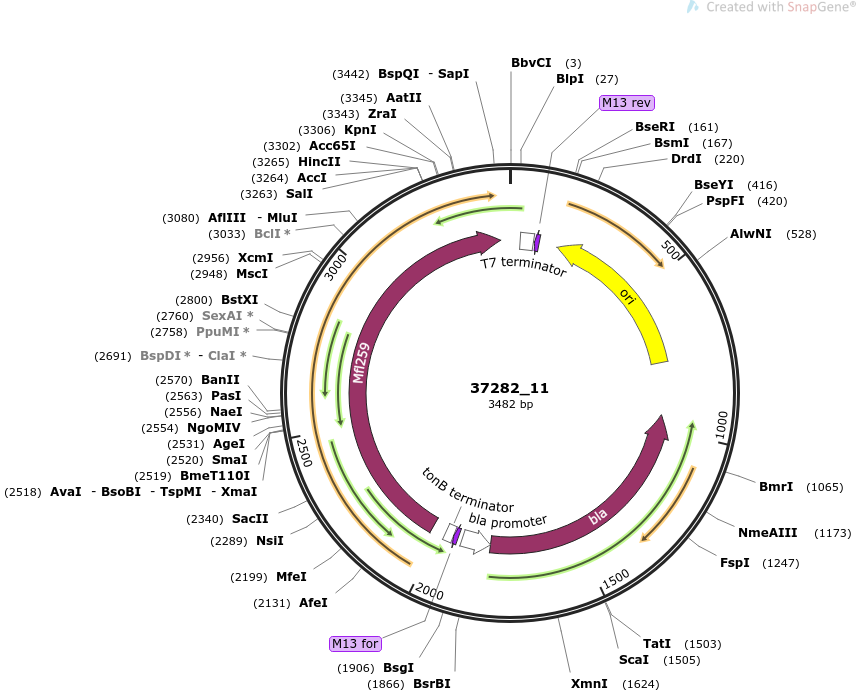 Created with SnapGene®
BbvCI (3)
BlpI (27)
M13 rev
BseRI (161)
BsmI (167)
DrdI (220)
BseYI (416)
PspFI (420)
AlwNI (528)
BmrI (1065)
NmeAIII (1173)
FspI (1247)
TatI (1503)
ScaI (1505)
XmnI (1624)
(1866) BsrBI
(1906) BsgI
M13 for
(2131) AfeI
(2199) MfeI
(2289) NsiI
(2340) SacII
(2518) AvaI - BsoBI - TspMI - XmaI
(2519) BmeT110I
(2520) SmaI
(2531) AgeI
(2554) NgoMIV
(2556) NaeI
(2563) PasI
(2570) BanII
(2691) BspDI * - ClaI *
(2758) PpuMI *
(2760) SexAI *
(2800) BstXI
(2948) MscI
(2956) XcmI
(3033) BclI *
(3080) AflIII - MluI
(3263) SalI
(3264) AccI
(3265) HincII
(3302) Acc65I
(3306) KpnI
(3343) ZraI
(3345) AatII
(3442) BspQI - SapI
500
1000
1500
2000
2500
3000
T7 terminator
ori
Mfl259
37282_11
3482 bp
tonB terminator
bla promoter
bla